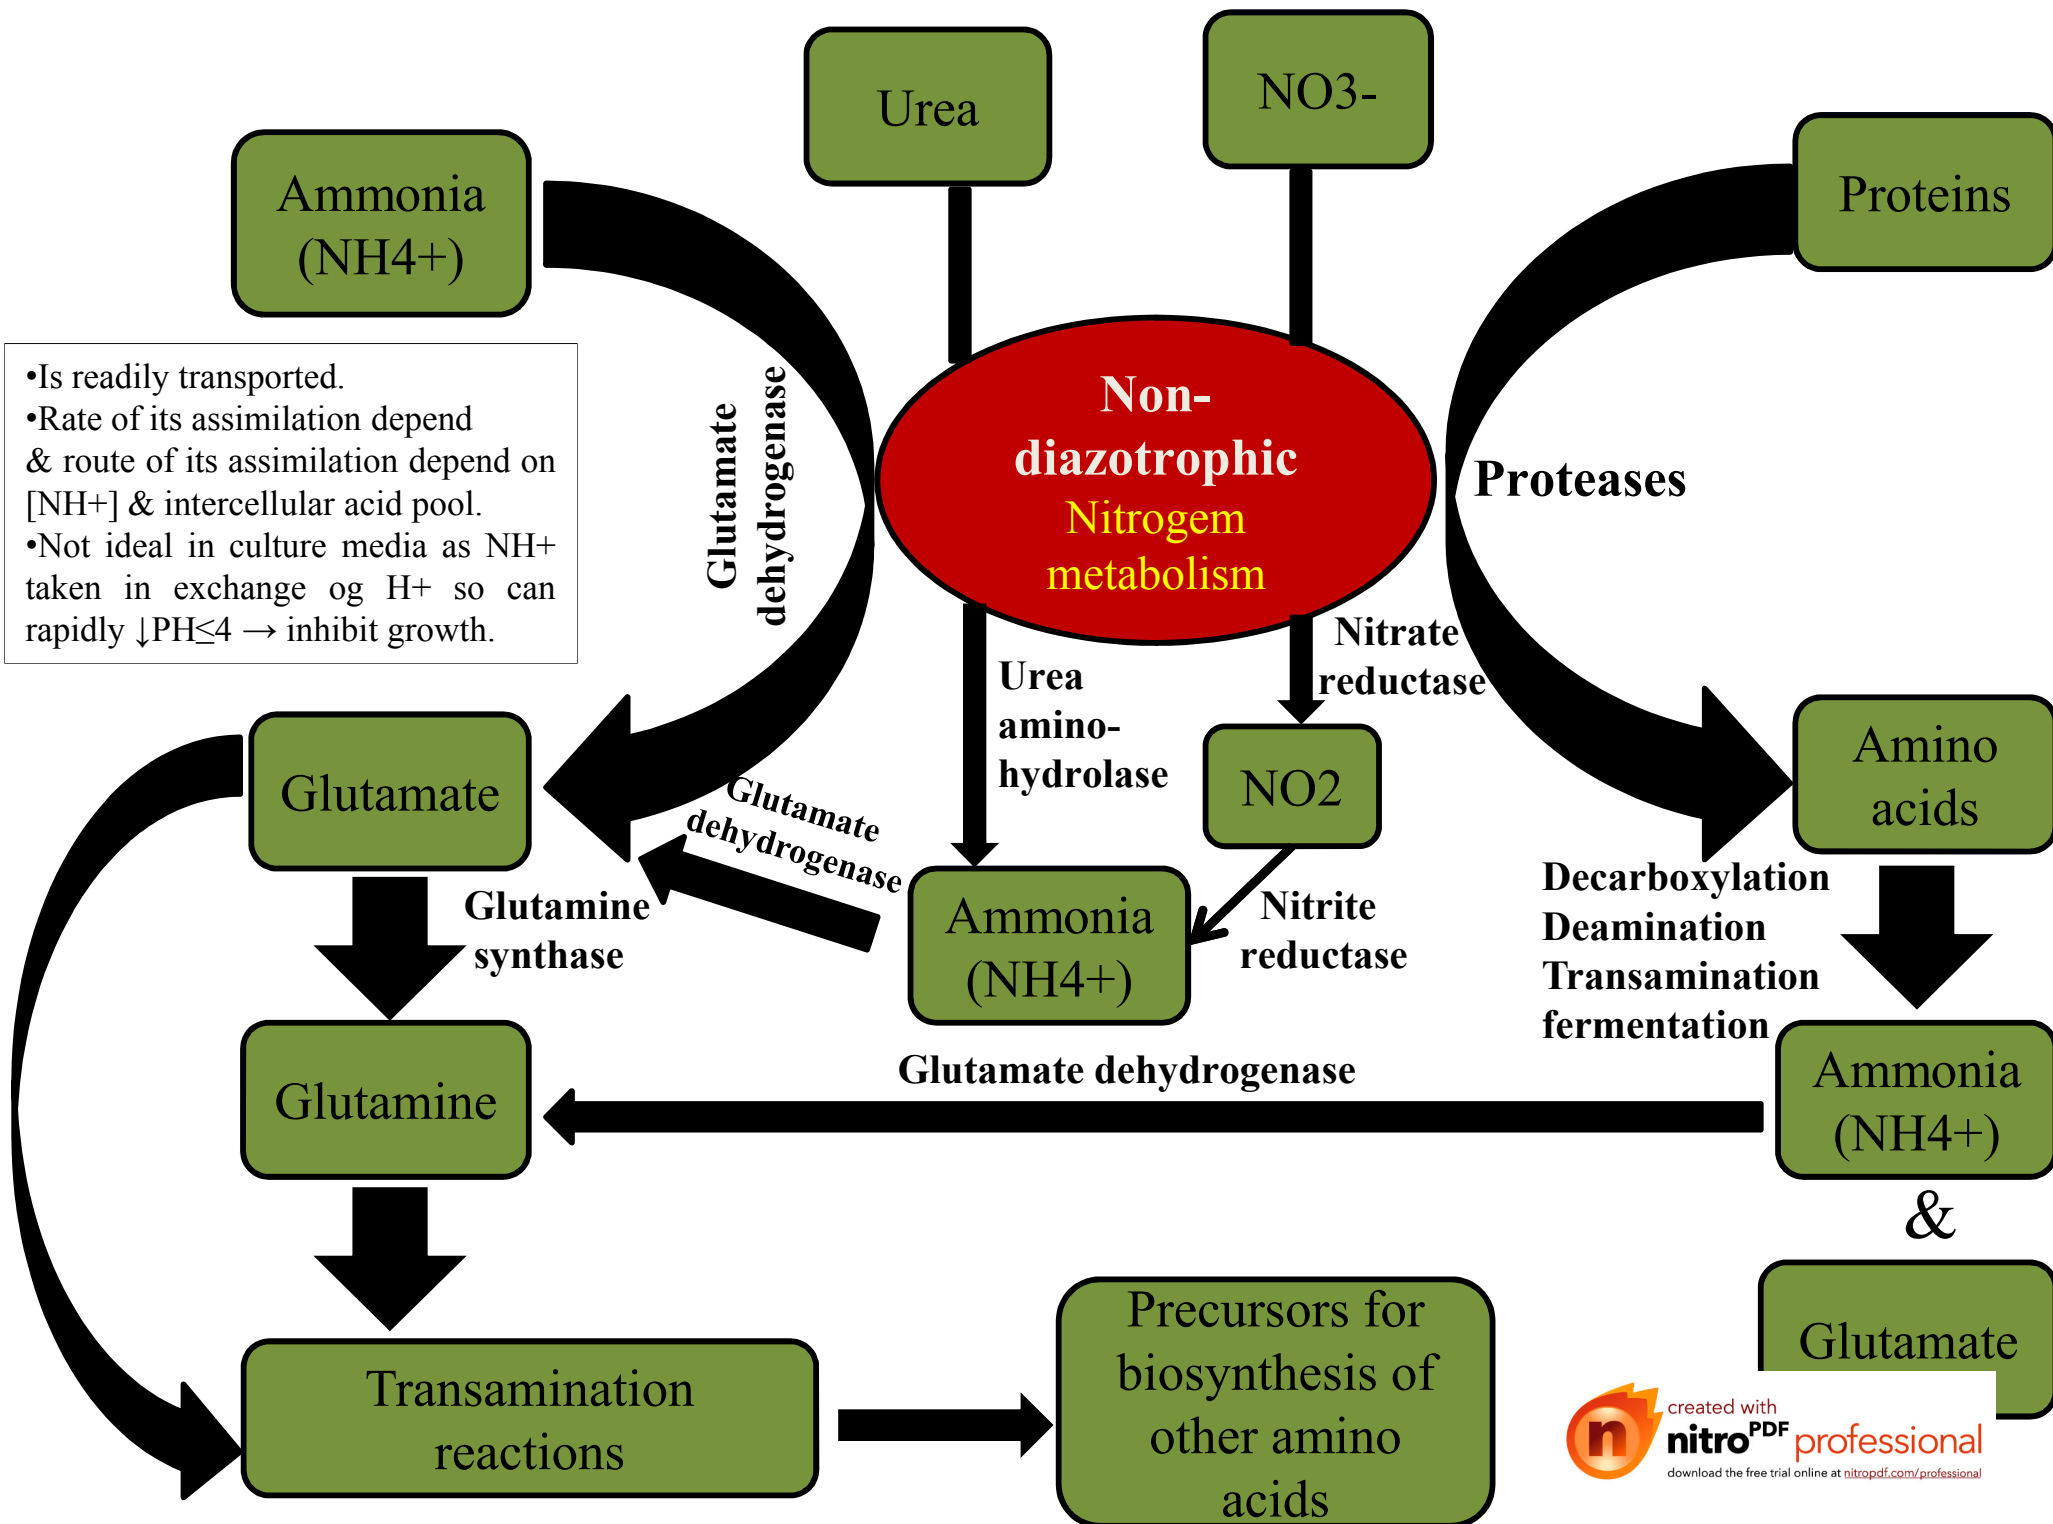 Urea
NO3-
Ammonia
(NH4+)
Proteins
•Is readily transported.
•Rate of its assimilation depend
& route of its assimilation depend on
[NH+] & intercellular acid pool.
•Not ideal in culture media as NH+
taken in exchange og H+ so can
rapidly ↓PH≤4 → inhibit growth.
Glutamate
dehydrogenase
Non-
diazotrophic
Nitrogem
metabolism
Proteases
Nitrate
reductase
Urea
amino-
hydrolase
Glutamate
Glutamate
dehydrogenase
NO2
Amino
acids
Glutamine
synthase
Ammonia
(NH4+)
Nitrite
reductase
Decarboxylation
Deamination
Transamination
fermentation
Glutamine
Glutamate dehydrogenase
Ammonia
(NH4+)
&
Glutamate
Transamination
reactions
Precursors for
biosynthesis of
other amino
acids
n
created with
nitroPDF professional
download the free trial online at nitropdf.com/professional